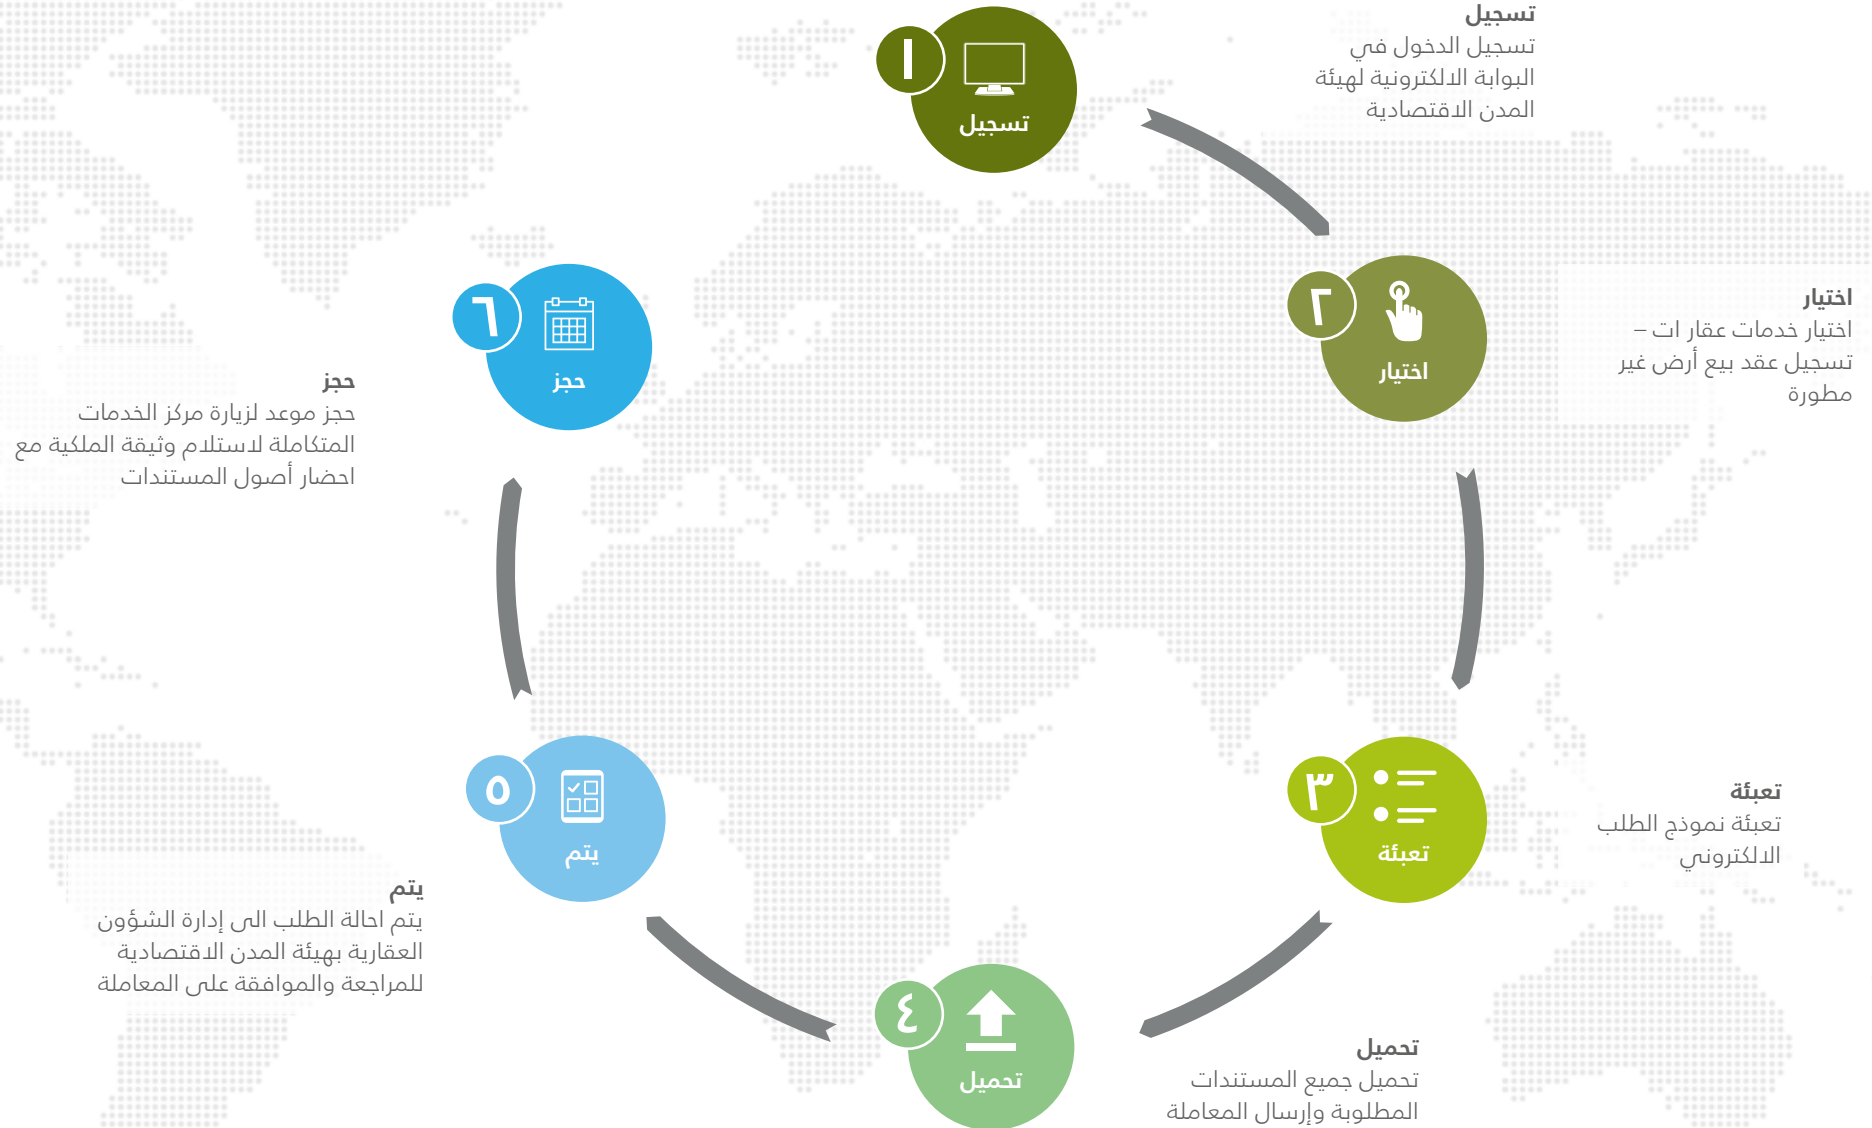 ١
تسجيل
تسجيل
تسجيل الدخول في
البوابة الالكترونية لهيئة
المدن الاقتصادية
٢
اختيار
اختيار
اختيار خدمات عقار ات –
تسجيل عقد بيع أرض غير
مطورة
٣
تعبئة
تعبئة
تعبئة نموذج الطلب
الالكتروني
٤
تحميل
تحميل
تحميل جميع المستندات
المطلوبة وإرسال المعاملة
٥
يتم
يتم
يتم احالة الطلب الى إدارة الشؤون
العقارية بهيئة المدن الاقتصادية
للمراجعة والموافقة على المعاملة
٦
حجز
حجز
حجز موعد لزيارة مركز الخدمات
المتكاملة لاستلام وثيقة الملكية مع
احضار أصول المستندات